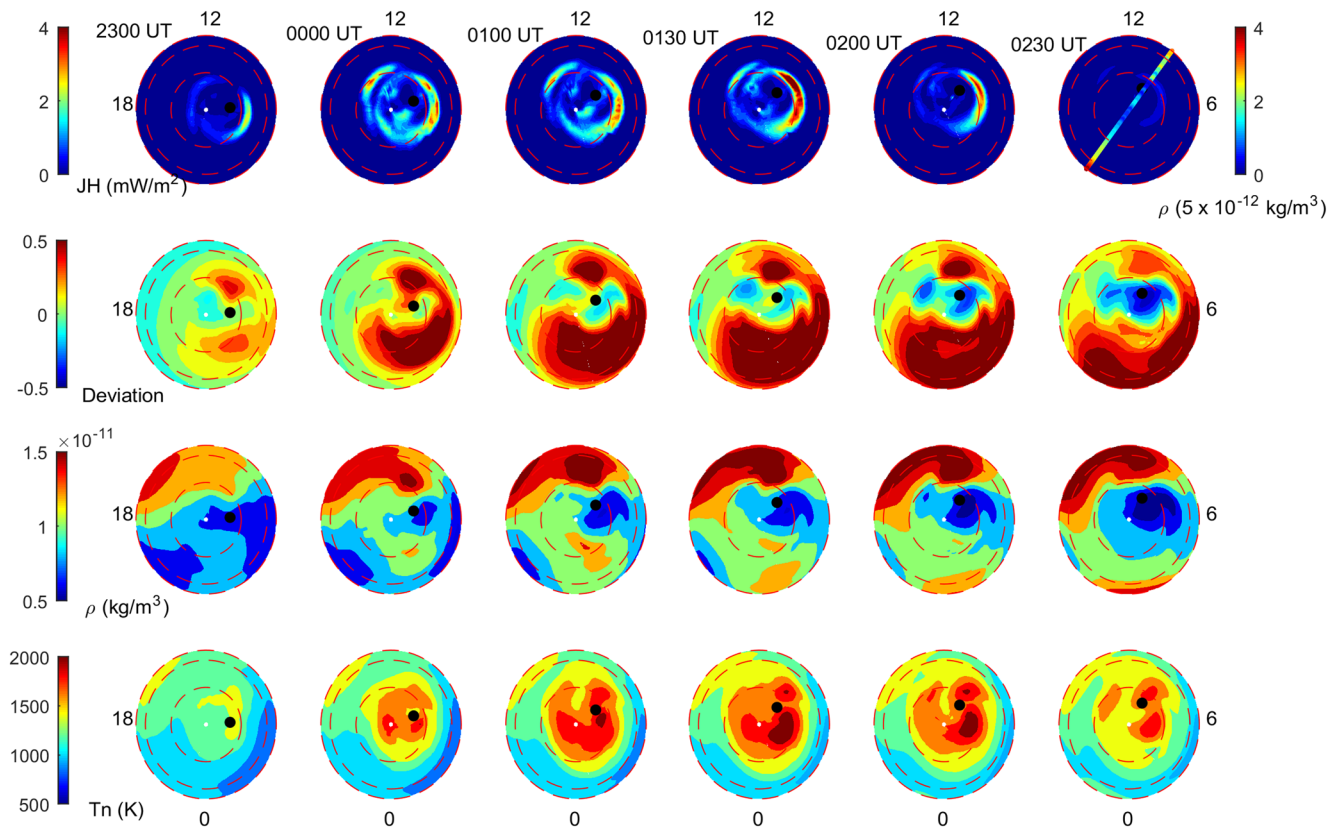 12 12 12 12 12 12
2300 UT 0000 UT 0100 UT 0130 UT 0200 UT 0230 UT
4 4
2 2
18 6
0 0
JH (mW/m²)
ρ (5 x 10⁻¹² kg/m³)
0.5
0 18 6
-0.5
Deviation
×10⁻¹¹
1.5
1 18 6
0.5
ρ (kg/m³)
2000
1500
18 6
1000
500
Tn (K)
0 0 0 0 0 0